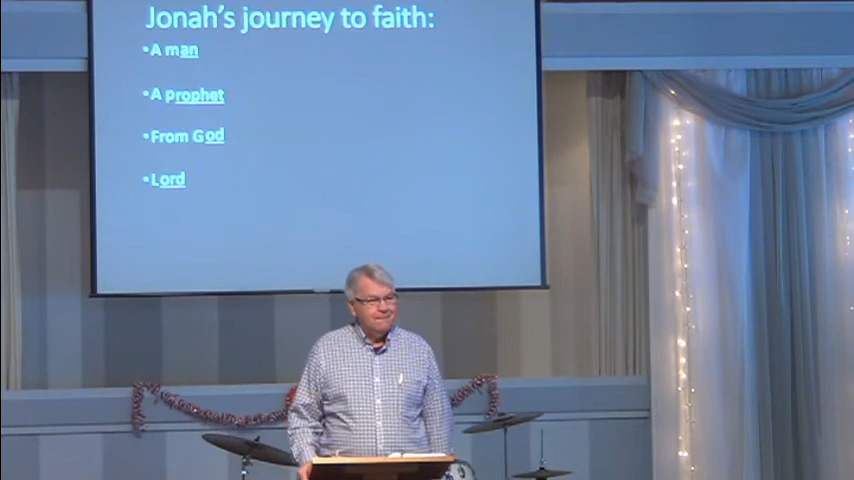 Jonah's journey to faith:
•A man
•A prophet
•From God
•Lord